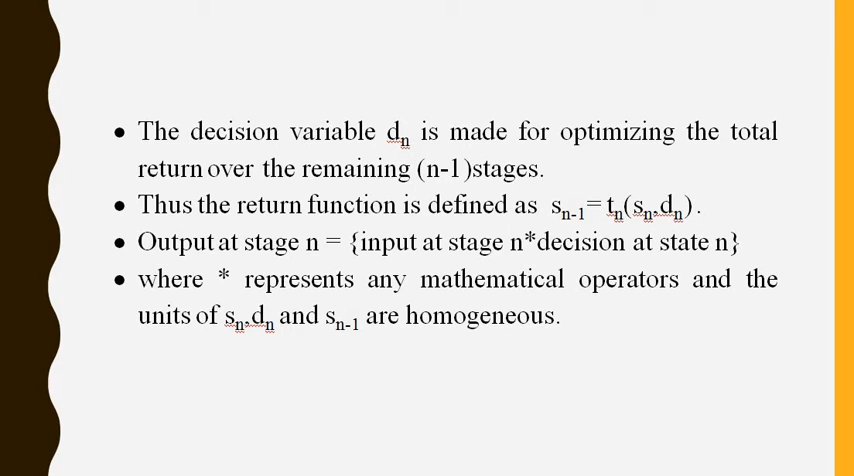 • The decision variable dₙ is made for optimizing the total
return over the remaining (n-1)stages.
• Thus the return function is defined as sₙ₋₁= tₙ(sₙ,dₙ).
• Output at stage n = {input at stage n*decision at state n}
• where * represents any mathematical operators and the
units of sₙ,dₙ and sₙ₋₁ are homogeneous.